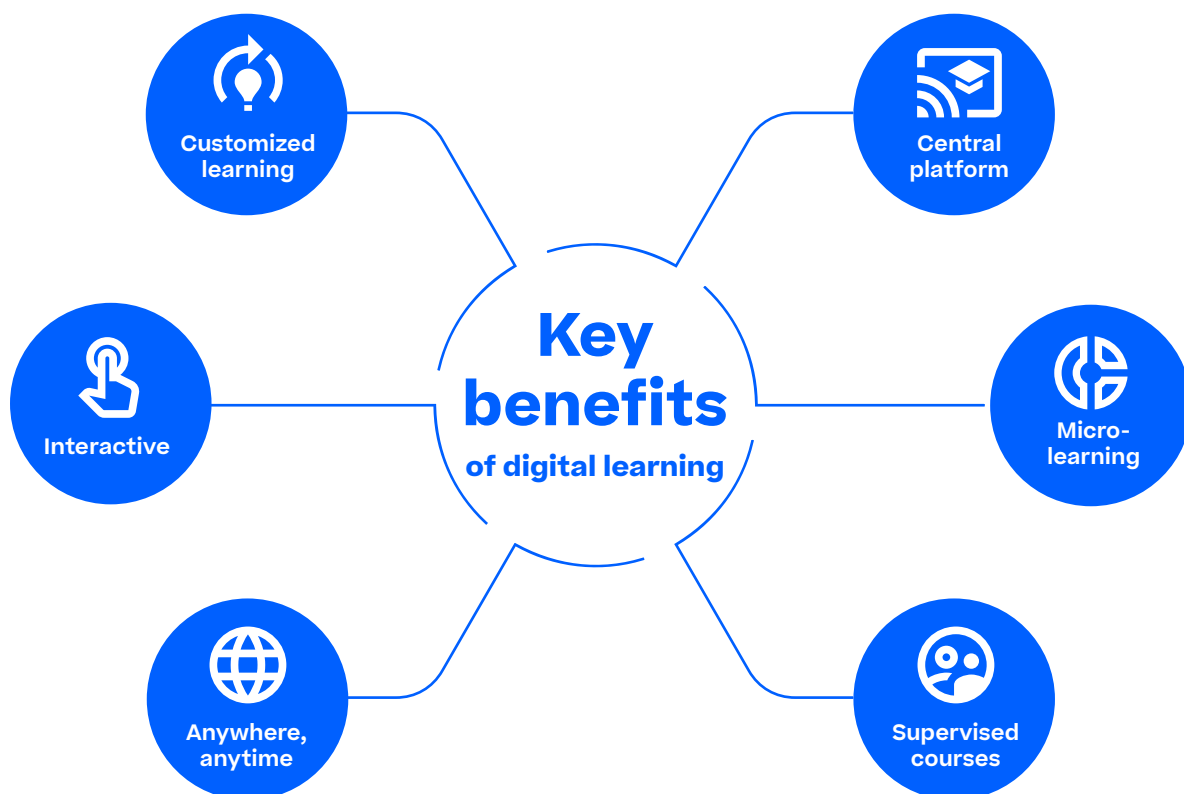 Customized
learning
Central
platform
Key
benefits
of digital learning
Interactive
Micro-
learning
Anywhere,
anytime
Supervised
courses